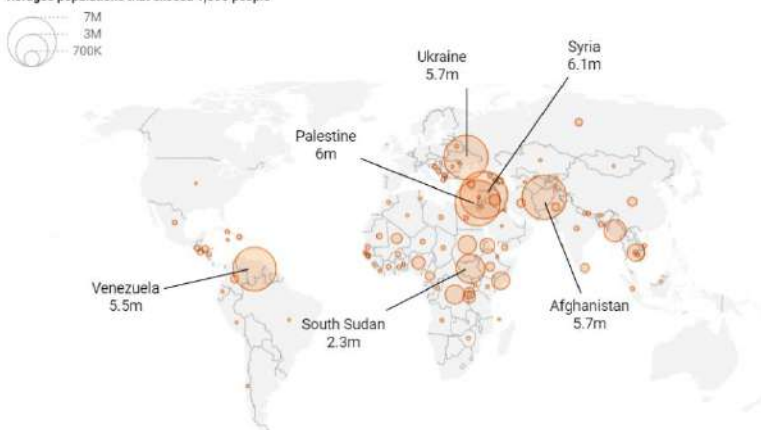 7M
3M
700K
Ukraine
5.7m
Syria
6.1m
Palestine
6m
Venezuela
5.5m
South Sudan
2.3m
Afghanistan
5.7m